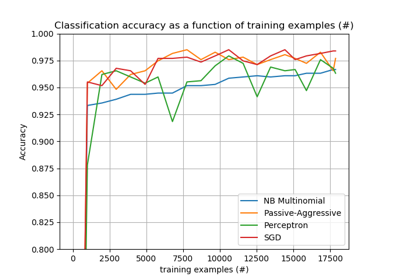 Classification accuracy as a function of training examples (#)
1.000
0.975
0.950
0.925
0.900
0.875
0.850
0.825
0.800
Accuracy
NB Multinomial
Passive-Aggressive
Perceptron
SGD
0 2500 5000 7500 10000 12500 15000 17500
training examples (#)